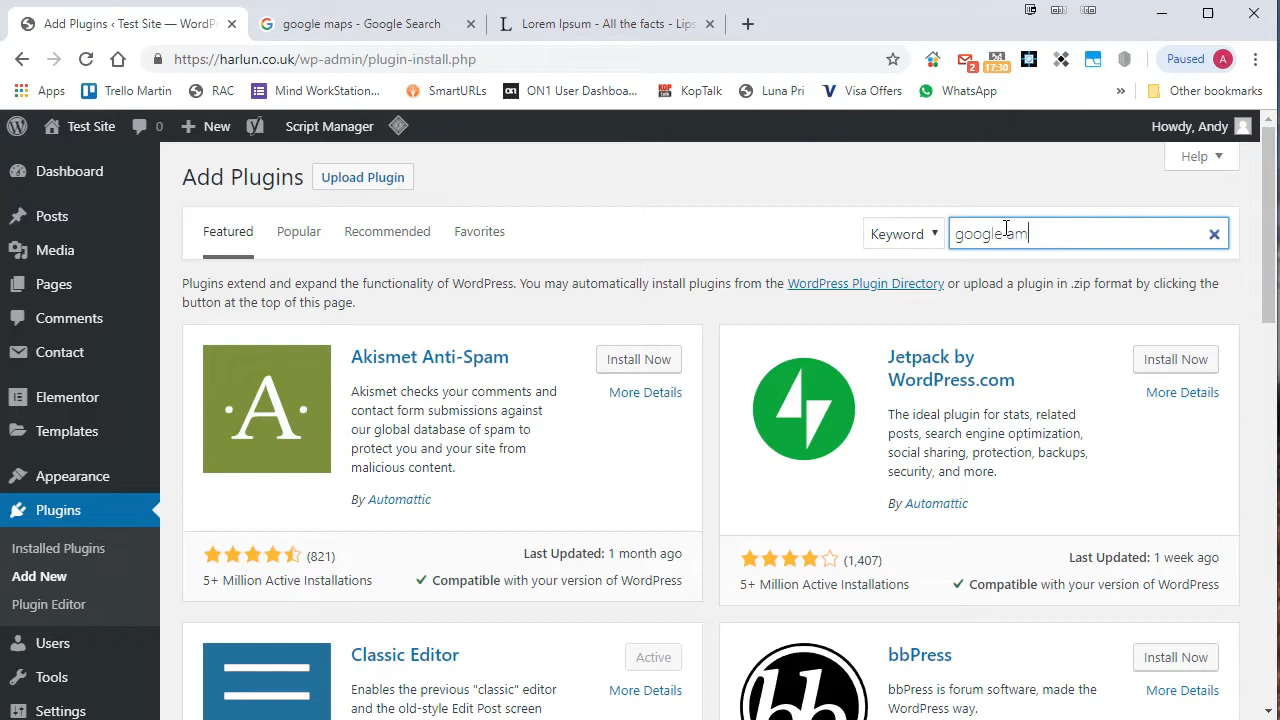 Add Plugins ‹ Test Site — WordPr
google maps - Google Search
Lorem Ipsum - All the facts - Lips
https://harlun.co.uk/wp-admin/plugin-install.php
2
17:30
Paused
A
Apps
Trello Martin
RAC
Mind WorkStation...
SmartURLs
ON1 User Dashboa...
KopTalk
Luna Pri
Visa Offers
WhatsApp
»
Other bookmarks
Test Site
0
New
Script Manager
Howdy, Andy
Dashboard
Posts
Media
Pages
Comments
Contact
Elementor
Templates
Appearance
Plugins
Installed Plugins
Add New
Plugin Editor
Users
Tools
Settings
Help
Add Plugins
Upload Plugin
Featured
Popular
Recommended
Favorites
Keyword
google am
Plugins extend and expand the functionality of WordPress. You may automatically install plugins from the WordPress Plugin Directory or upload a plugin in .zip format by clicking the
button at the top of this page.
A
Akismet Anti-Spam
Install Now
More Details
Akismet checks your comments and
contact form submissions against
our global database of spam to
protect you and your site from
malicious content.
By Automattic
(821)
Last Updated: 1 month ago
5+ Million Active Installations
Compatible with your version of WordPress
Jetpack by
WordPress.com
Install Now
More Details
The ideal plugin for stats, related
posts, search engine optimization,
social sharing, protection, backups,
security, and more.
By Automattic
(1,407)
Last Updated: 1 week ago
5+ Million Active Installations
Compatible with your version of WordPress
Classic Editor
Active
More Details
Enables the previous "classic" editor
and the old-style Edit Post screen
bb
bbPress
Install Now
More Details
bbPress is forum software, made the
WordPress way.